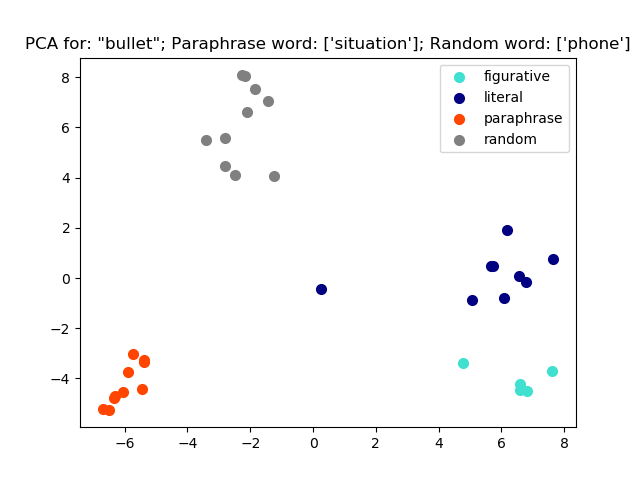 PCA for: "bullet"; Paraphrase word: ['situation']; Random word: ['phone']
figurative
literal
paraphrase
random
8
6
4
2
0
−2
−4
−6 −4 −2 0 2 4 6 8